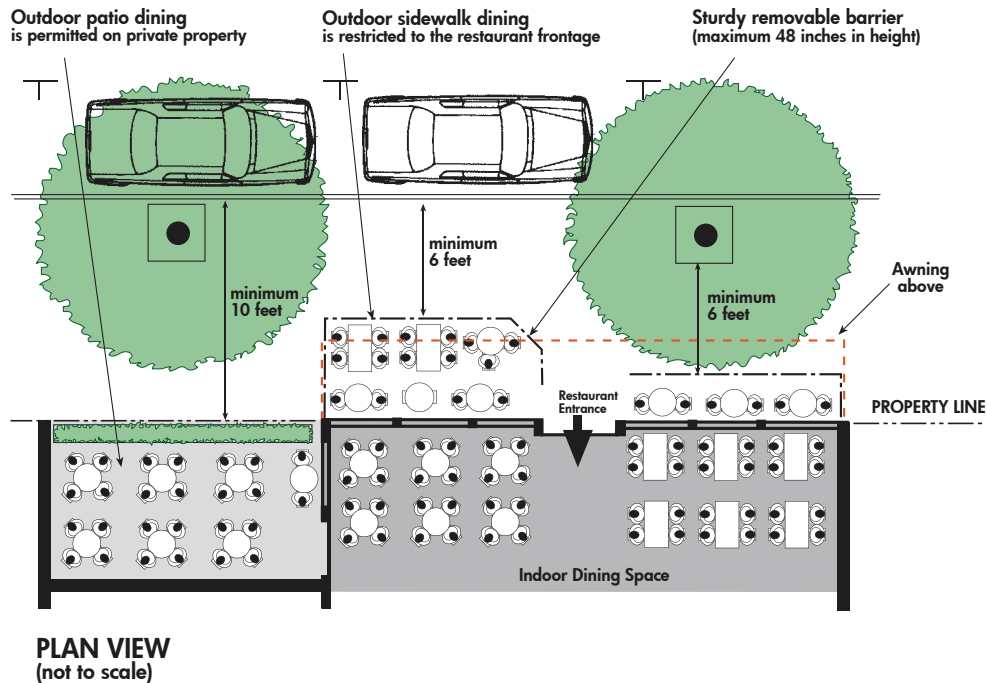 Outdoor patio dining
is permitted on private property
Outdoor sidewalk dining
is restricted to the restaurant frontage
Sturdy removable barrier
(maximum 48 inches in height)
minimum
6 feet
minimum
10 feet
minimum
6 feet
Awning
above
Restaurant
Entrance
PROPERTY LINE
Indoor Dining Space
PLAN VIEW
(not to scale)